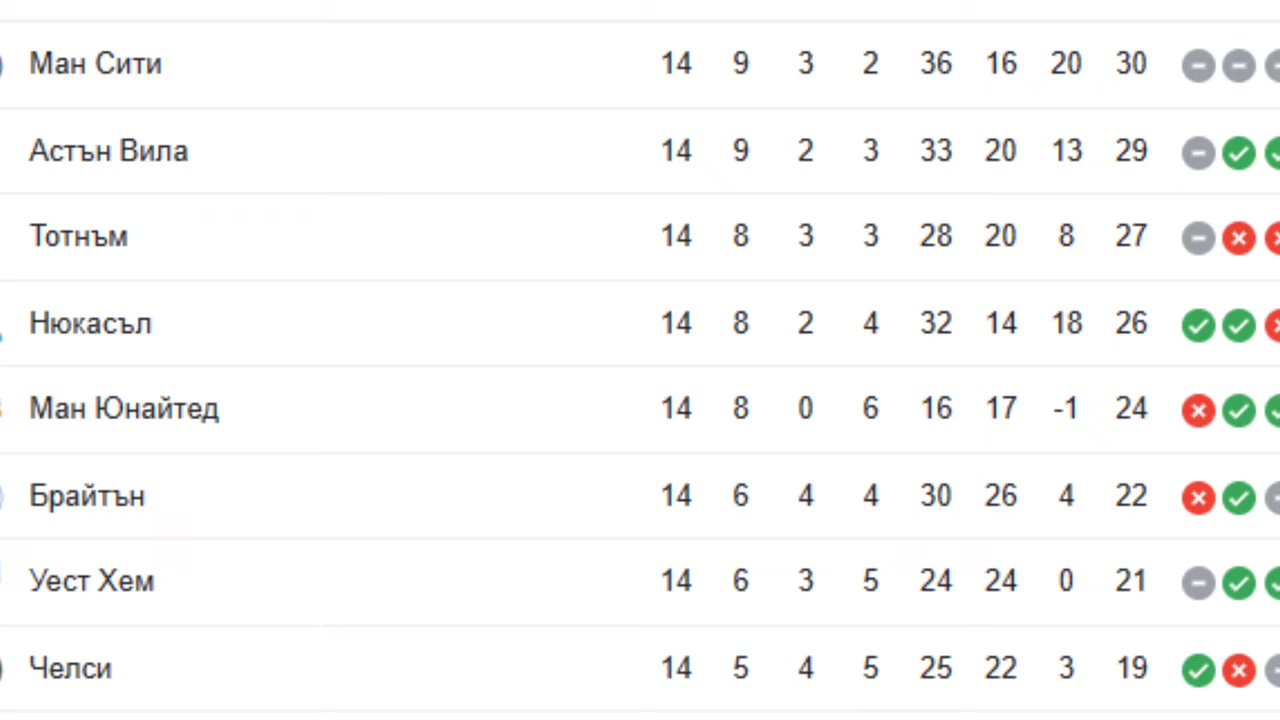 Ман Сити 14 9 3 2 36 16 20 30
Астън Вила 14 9 2 3 33 20 13 29
Тотнъм 14 8 3 3 28 20 8 27
Нюкасъл 14 8 2 4 32 14 18 26
Ман Юнайтед 14 8 0 6 16 17 -1 24
Брайтън 14 6 4 4 30 26 4 22
Уест Хем 14 6 3 5 24 24 0 21
Челси 14 5 4 5 25 22 3 19